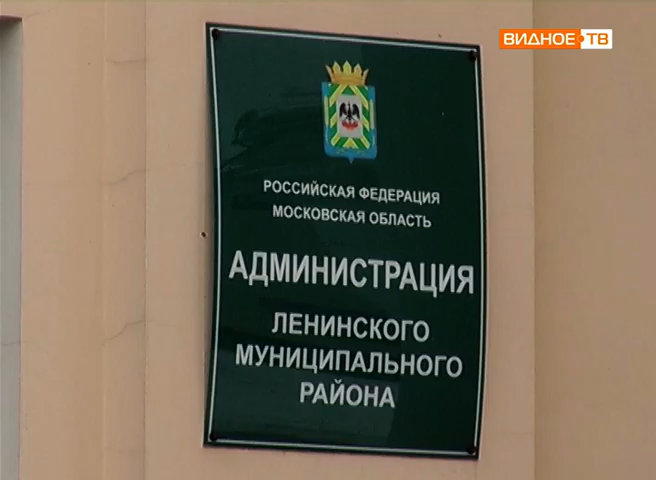 ВИДНОЕ ТВ
РОССИЙСКАЯ ФЕДЕРАЦИЯ
МОСКОВСКАЯ ОБЛАСТЬ
АДМИНИСТРАЦИЯ
ЛЕНИНСКОГО
МУНИЦИПАЛЬНОГО
РАЙОНА